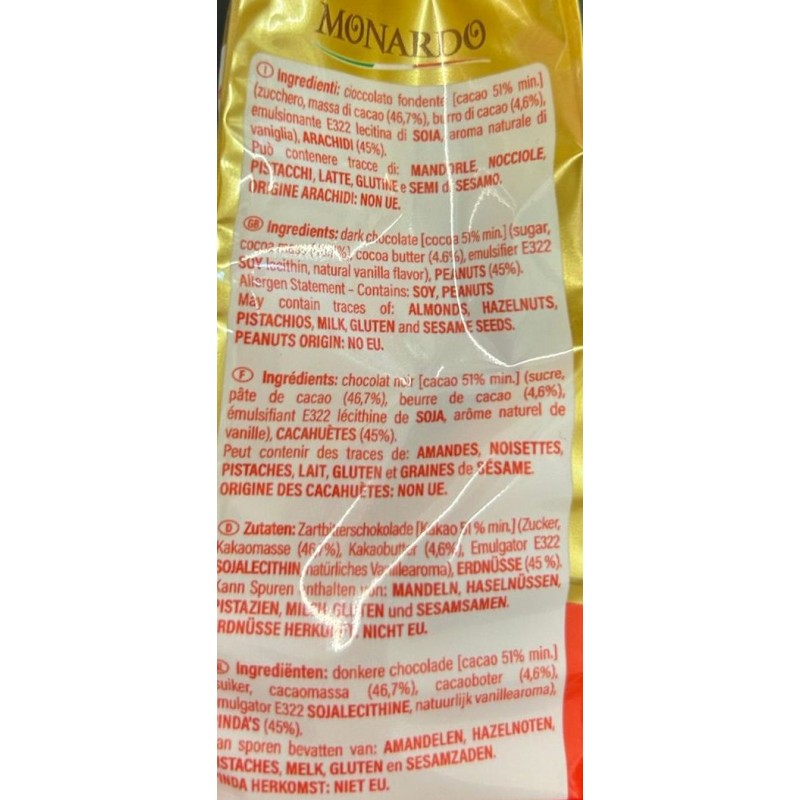 MONARDO
I Ingredienti: cioccolato fondente [cacao 51% min.]
(zucchero, massa di cacao (46,7%), burro di cacao (4,6%),
emulsionante E322 lecitina di SOIA, aroma naturale di
vaniglia), ARACHIDI (45%).
Può contenere tracce di: MANDORLE, NOCCIOLE,
PISTACCHI, LATTE, GLUTINE e SEMI di SESAMO.
ORIGINE ARACHIDI: NON UE.
GB Ingredients: dark chocolate [cocoa 51% min.] (sugar,
cocoa mass cocoa butter (4.6%), emulsifier E322
SOY lecithin, natural vanilla flavor), PEANUTS (45%).
Allergen Statement - Contains: SOY, PEANUTS
May contain traces of: ALMONDS, HAZELNUTS,
PISTACHIOS, MILK, GLUTEN and SESAME SEEDS.
PEANUTS ORIGIN: NO EU.
F Ingrédients: chocolat noir [cacao 51% min.] (sucre,
pâte de cacao (46,7%), beurre de cacao (4,6%),
émulsifiant E322 lécithine de SOJA, arôme naturel de
vanille), CACAHUÈTES (45%).
Peut contenir des traces de: AMANDES, NOISETTES,
PISTACHES, LAIT, GLUTEN et GRAINES de SÉSAME.
ORIGINE DES CACAHUÈTES: NON UE.
D Zutaten: Zartbitterschokolade [Kakao 51 % min.] (Zucker,
Kakaomasse (46,7%), Kakaobutter (4,6%), Emulgator E322
SOJALECITHIN, natürliches Vanillearoma), ERDNÜSSE (45 %).
Kann Spuren enthalten von: MANDELN, HASELNÜSSEN,
PISTAZIEN, MILCH, GLUTEN und SESAMSAMEN.
ERDNÜSSE HERKUNFT: NICHT EU.
Ingrediënten: donkere chocolade [cacao 51% min.]
suiker, cacaomassa (46,7%), cacaoboter (4,6%),
mulgator E322 SOJALECITHINE, natuurlijk vanillearoma),
INDA'S (45%).
an sporen bevatten van: AMANDELEN, HAZELNOTEN,
ISTACHES, MELK, GLUTEN en SESAMZADEN.
INDA HERKOMST: NIET EU.